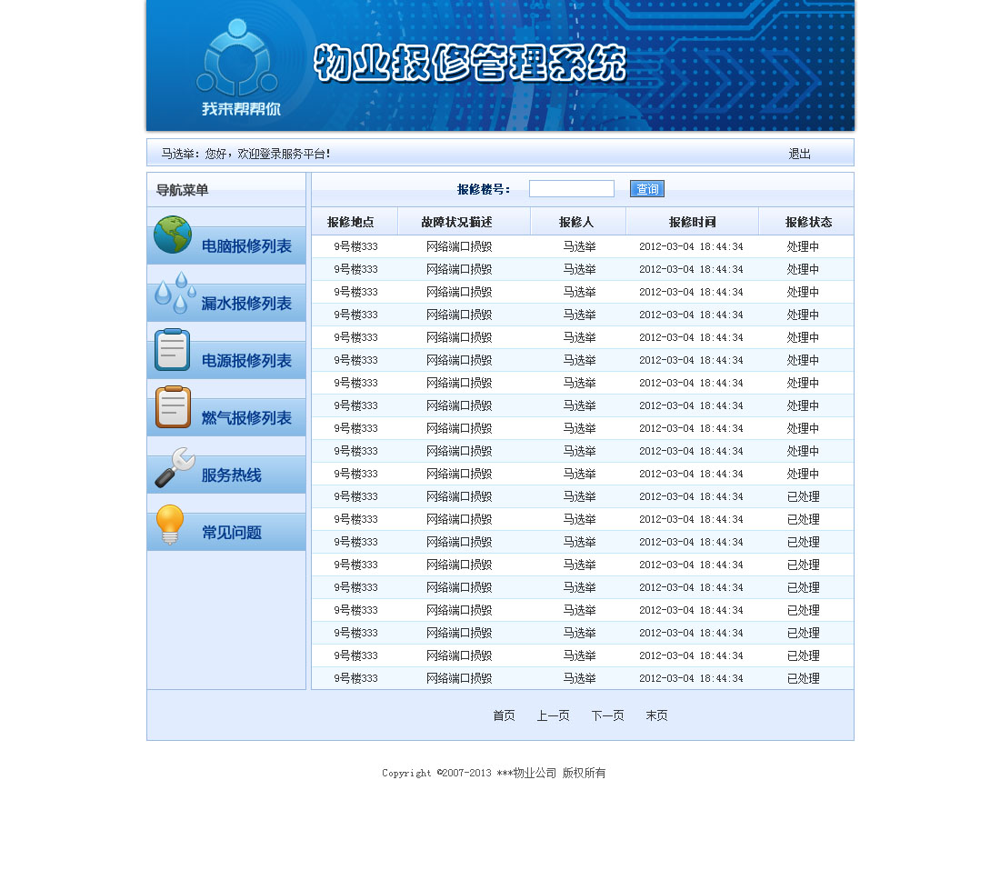 物业报修管理系统
我来帮帮你
马选举：您好，欢迎登录服务平台！ 退出
导航菜单
电脑报修列表
漏水报修列表
电源报修列表
燃气报修列表
服务热线
常见问题
报修楼号： 查询
报修地点 故障状况描述 报修人 报修时间 报修状态
9号楼333 网络端口损毁 马选举 2012-03-04 18:44:34 处理中
9号楼333 网络端口损毁 马选举 2012-03-04 18:44:34 处理中
9号楼333 网络端口损毁 马选举 2012-03-04 18:44:34 处理中
9号楼333 网络端口损毁 马选举 2012-03-04 18:44:34 处理中
9号楼333 网络端口损毁 马选举 2012-03-04 18:44:34 处理中
9号楼333 网络端口损毁 马选举 2012-03-04 18:44:34 处理中
9号楼333 网络端口损毁 马选举 2012-03-04 18:44:34 处理中
9号楼333 网络端口损毁 马选举 2012-03-04 18:44:34 处理中
9号楼333 网络端口损毁 马选举 2012-03-04 18:44:34 处理中
9号楼333 网络端口损毁 马选举 2012-03-04 18:44:34 处理中
9号楼333 网络端口损毁 马选举 2012-03-04 18:44:34 处理中
9号楼333 网络端口损毁 马选举 2012-03-04 18:44:34 已处理
9号楼333 网络端口损毁 马选举 2012-03-04 18:44:34 已处理
9号楼333 网络端口损毁 马选举 2012-03-04 18:44:34 已处理
9号楼333 网络端口损毁 马选举 2012-03-04 18:44:34 已处理
9号楼333 网络端口损毁 马选举 2012-03-04 18:44:34 已处理
9号楼333 网络端口损毁 马选举 2012-03-04 18:44:34 已处理
9号楼333 网络端口损毁 马选举 2012-03-04 18:44:34 已处理
9号楼333 网络端口损毁 马选举 2012-03-04 18:44:34 已处理
9号楼333 网络端口损毁 马选举 2012-03-04 18:44:34 已处理
首页 上一页 下一页 末页
Copyright ©2007-2013 ***物业公司 版权所有